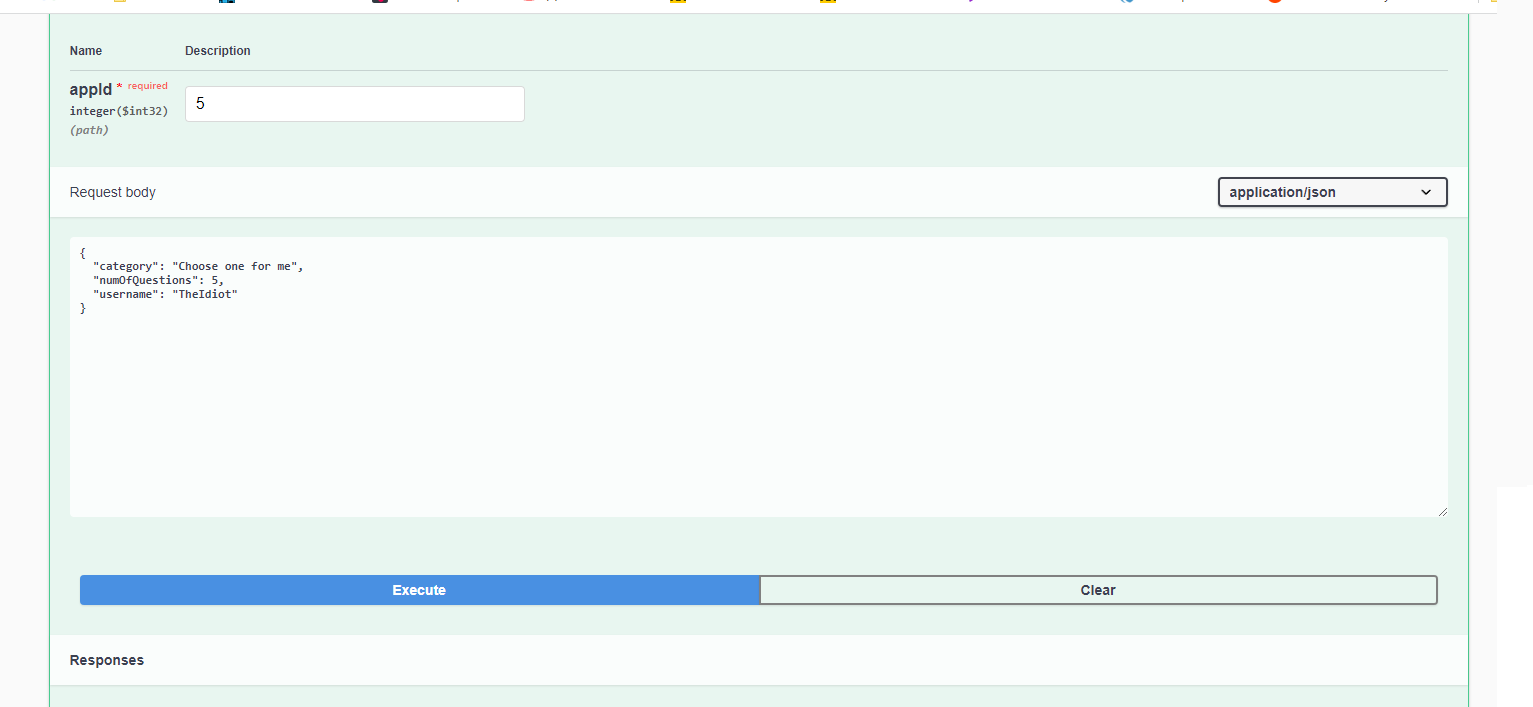 Name Description
appId * required
integer($int32)
(path)
5
Request body
application/json
{
  "category": "Choose one for me",
  "numOfQuestions": 5,
  "username": "TheIdiot"
}
Execute Clear
Responses